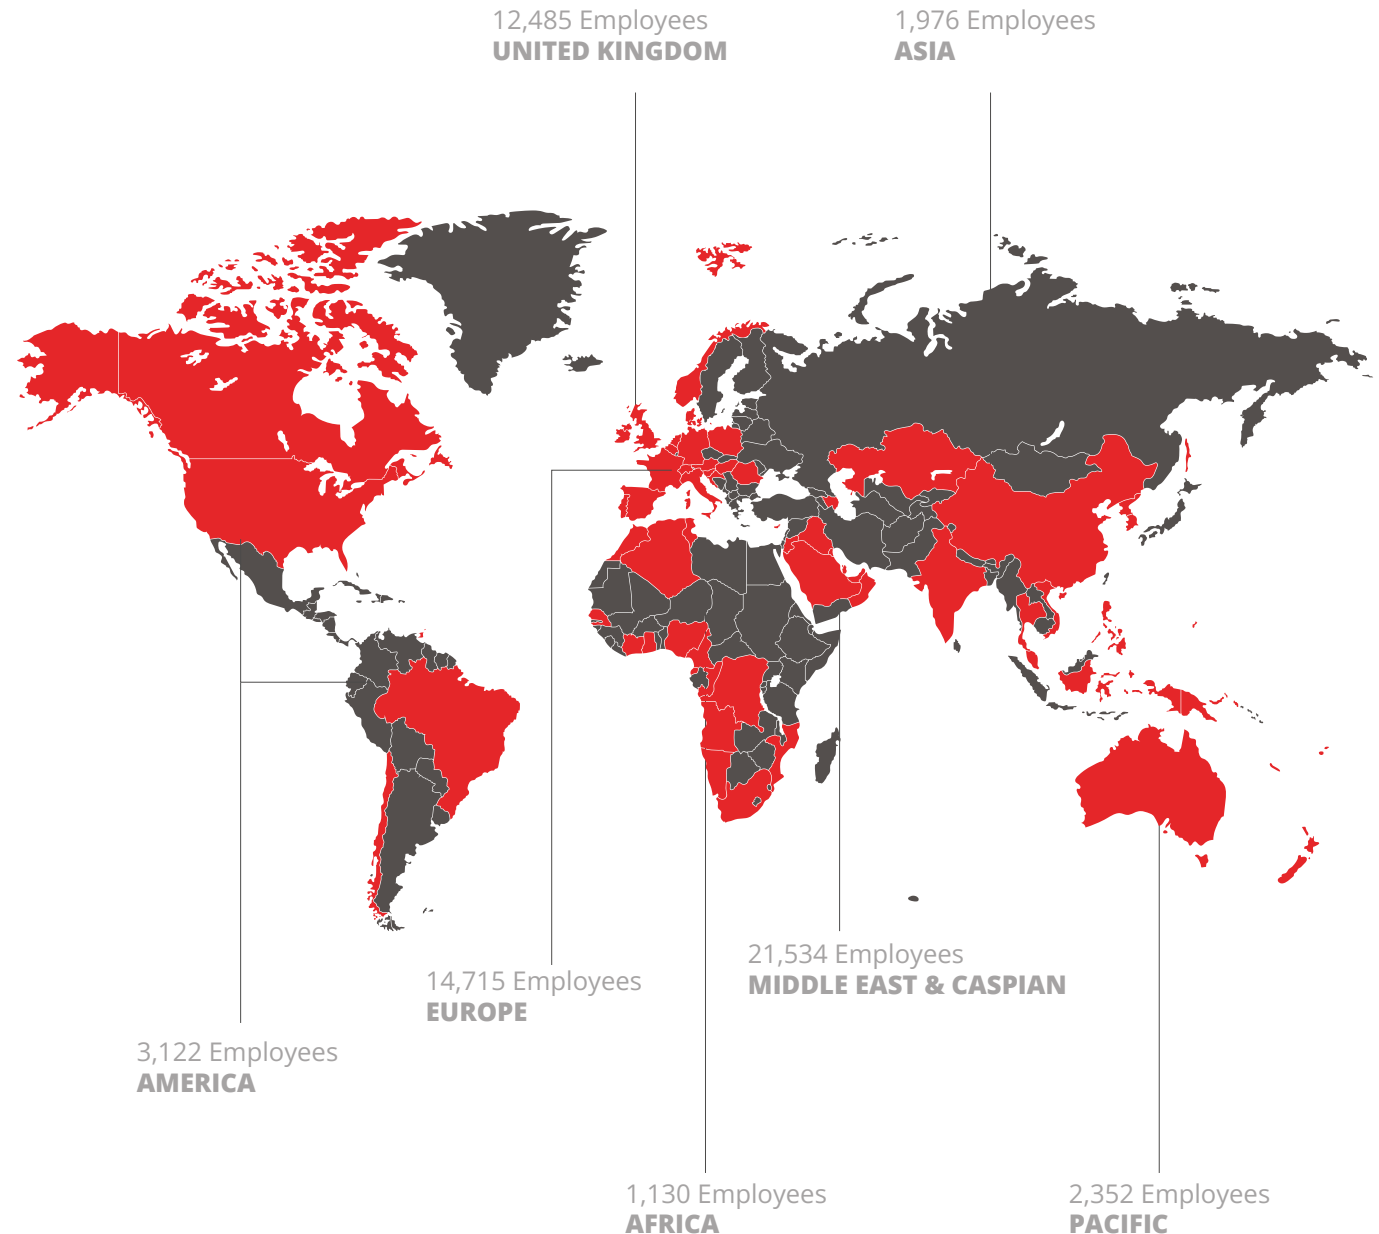 12,485 Employees
UNITED KINGDOM
1,976 Employees
ASIA
21,534 Employees
MIDDLE EAST & CASPIAN
14,715 Employees
EUROPE
3,122 Employees
AMERICA
1,130 Employees
AFRICA
2,352 Employees
PACIFIC